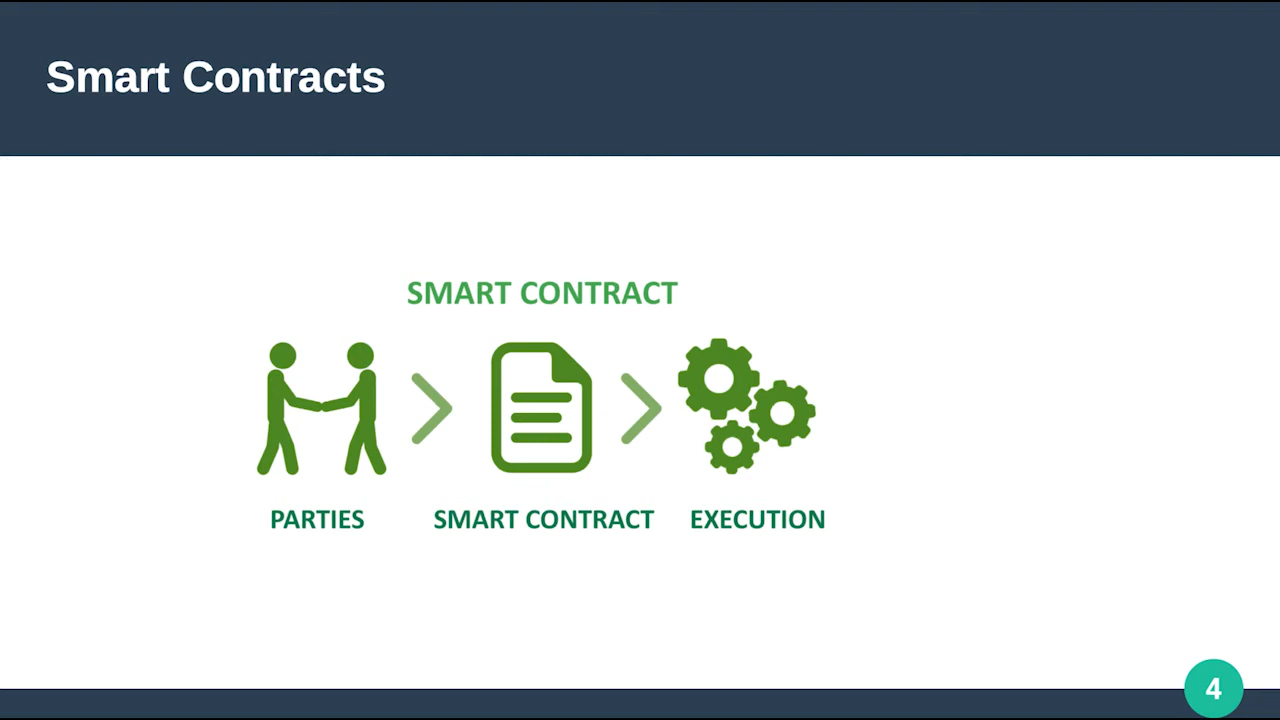 Smart Contracts
SMART CONTRACT
PARTIES
SMART CONTRACT
EXECUTION
4